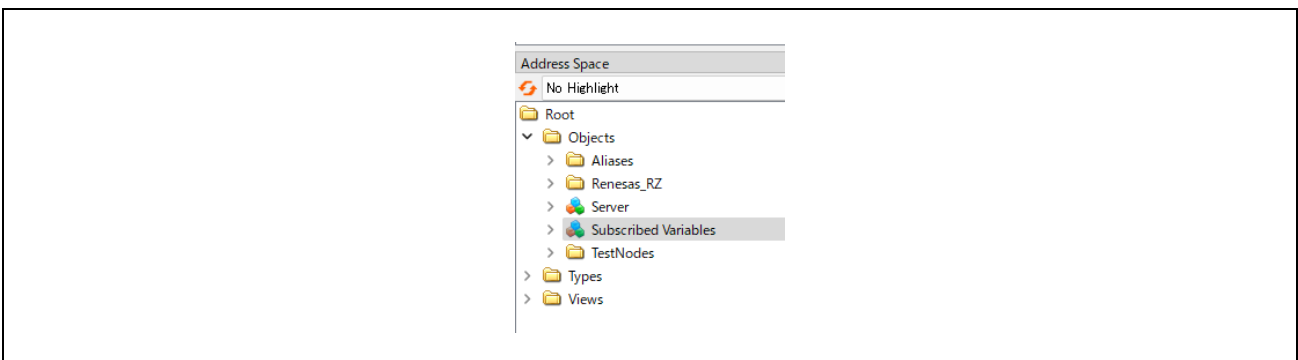 Address Space
No Highlight
Root
Objects
Aliases
Renesas_RZ
Server
Subscribed Variables
TestNodes
Types
Views